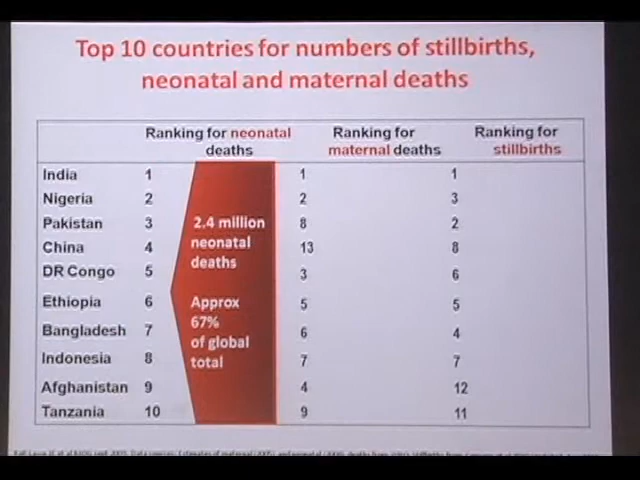 Top 10 countries for numbers of stillbirths,
neonatal and maternal deaths
Ranking for neonatal deaths Ranking for maternal deaths Ranking for stillbirths
India 1 1 1
Nigeria 2 2 3
Pakistan 3 8 2
China 4 13 8
DR Congo 5 3 6
Ethiopia 6 5 5
Bangladesh 7 6 4
Indonesia 8 7 7
Afghanistan 9 4 12
Tanzania 10 9 11
2.4 million
neonatal
deaths
Approx
67%
of global
total